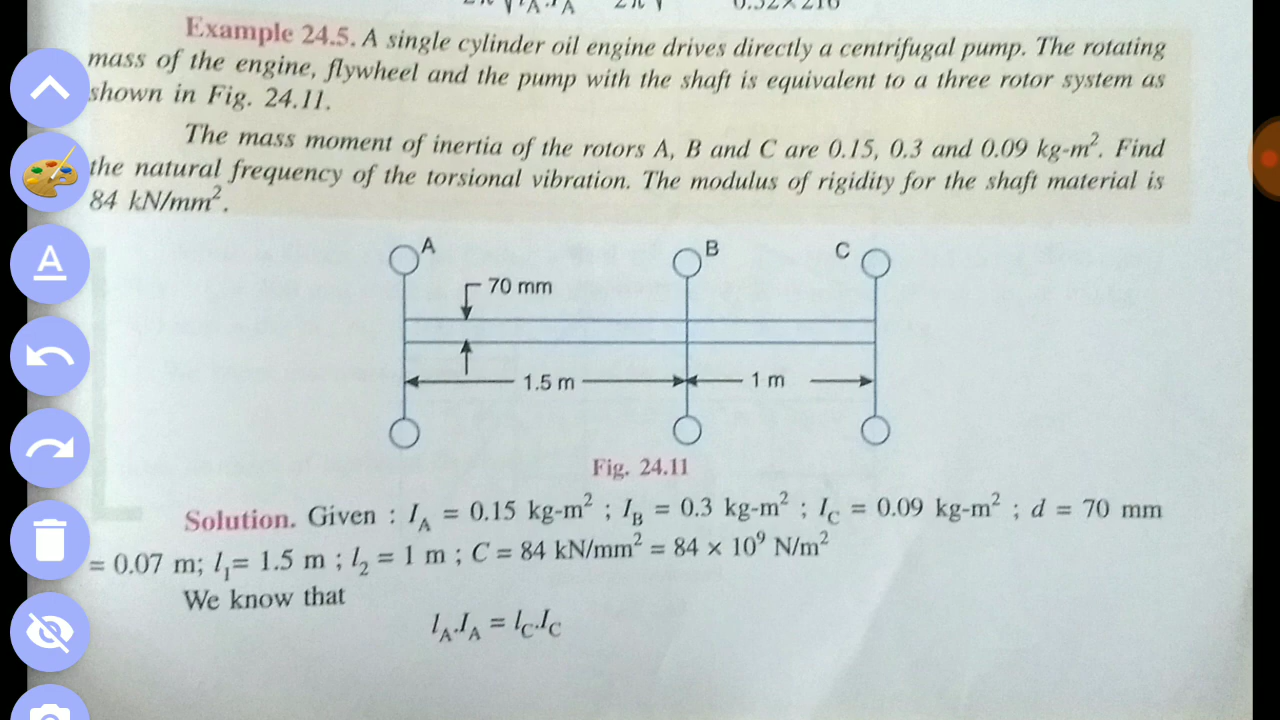 Example 24.5. A single cylinder oil engine drives directly a centrifugal pump. The rotating
mass of the engine, flywheel and the pump with the shaft is equivalent to a three rotor system as
shown in Fig. 24.11.
The mass moment of inertia of the rotors A, B and C are 0.15, 0.3 and 0.09 kg-m². Find
the natural frequency of the torsional vibration. The modulus of rigidity for the shaft material is
84 kN/mm².
A
B
C
70 mm
1.5 m
1 m
Fig. 24.11
Solution. Given : I_A = 0.15 kg-m² ; I_B = 0.3 kg-m² ; I_C = 0.09 kg-m² ; d = 70 mm
= 0.07 m; l₁= 1.5 m ; l₂ = 1 m ; C = 84 kN/mm² = 84 × 10⁹ N/m²
We know that
l_A.I_A = l_C.I_C
A